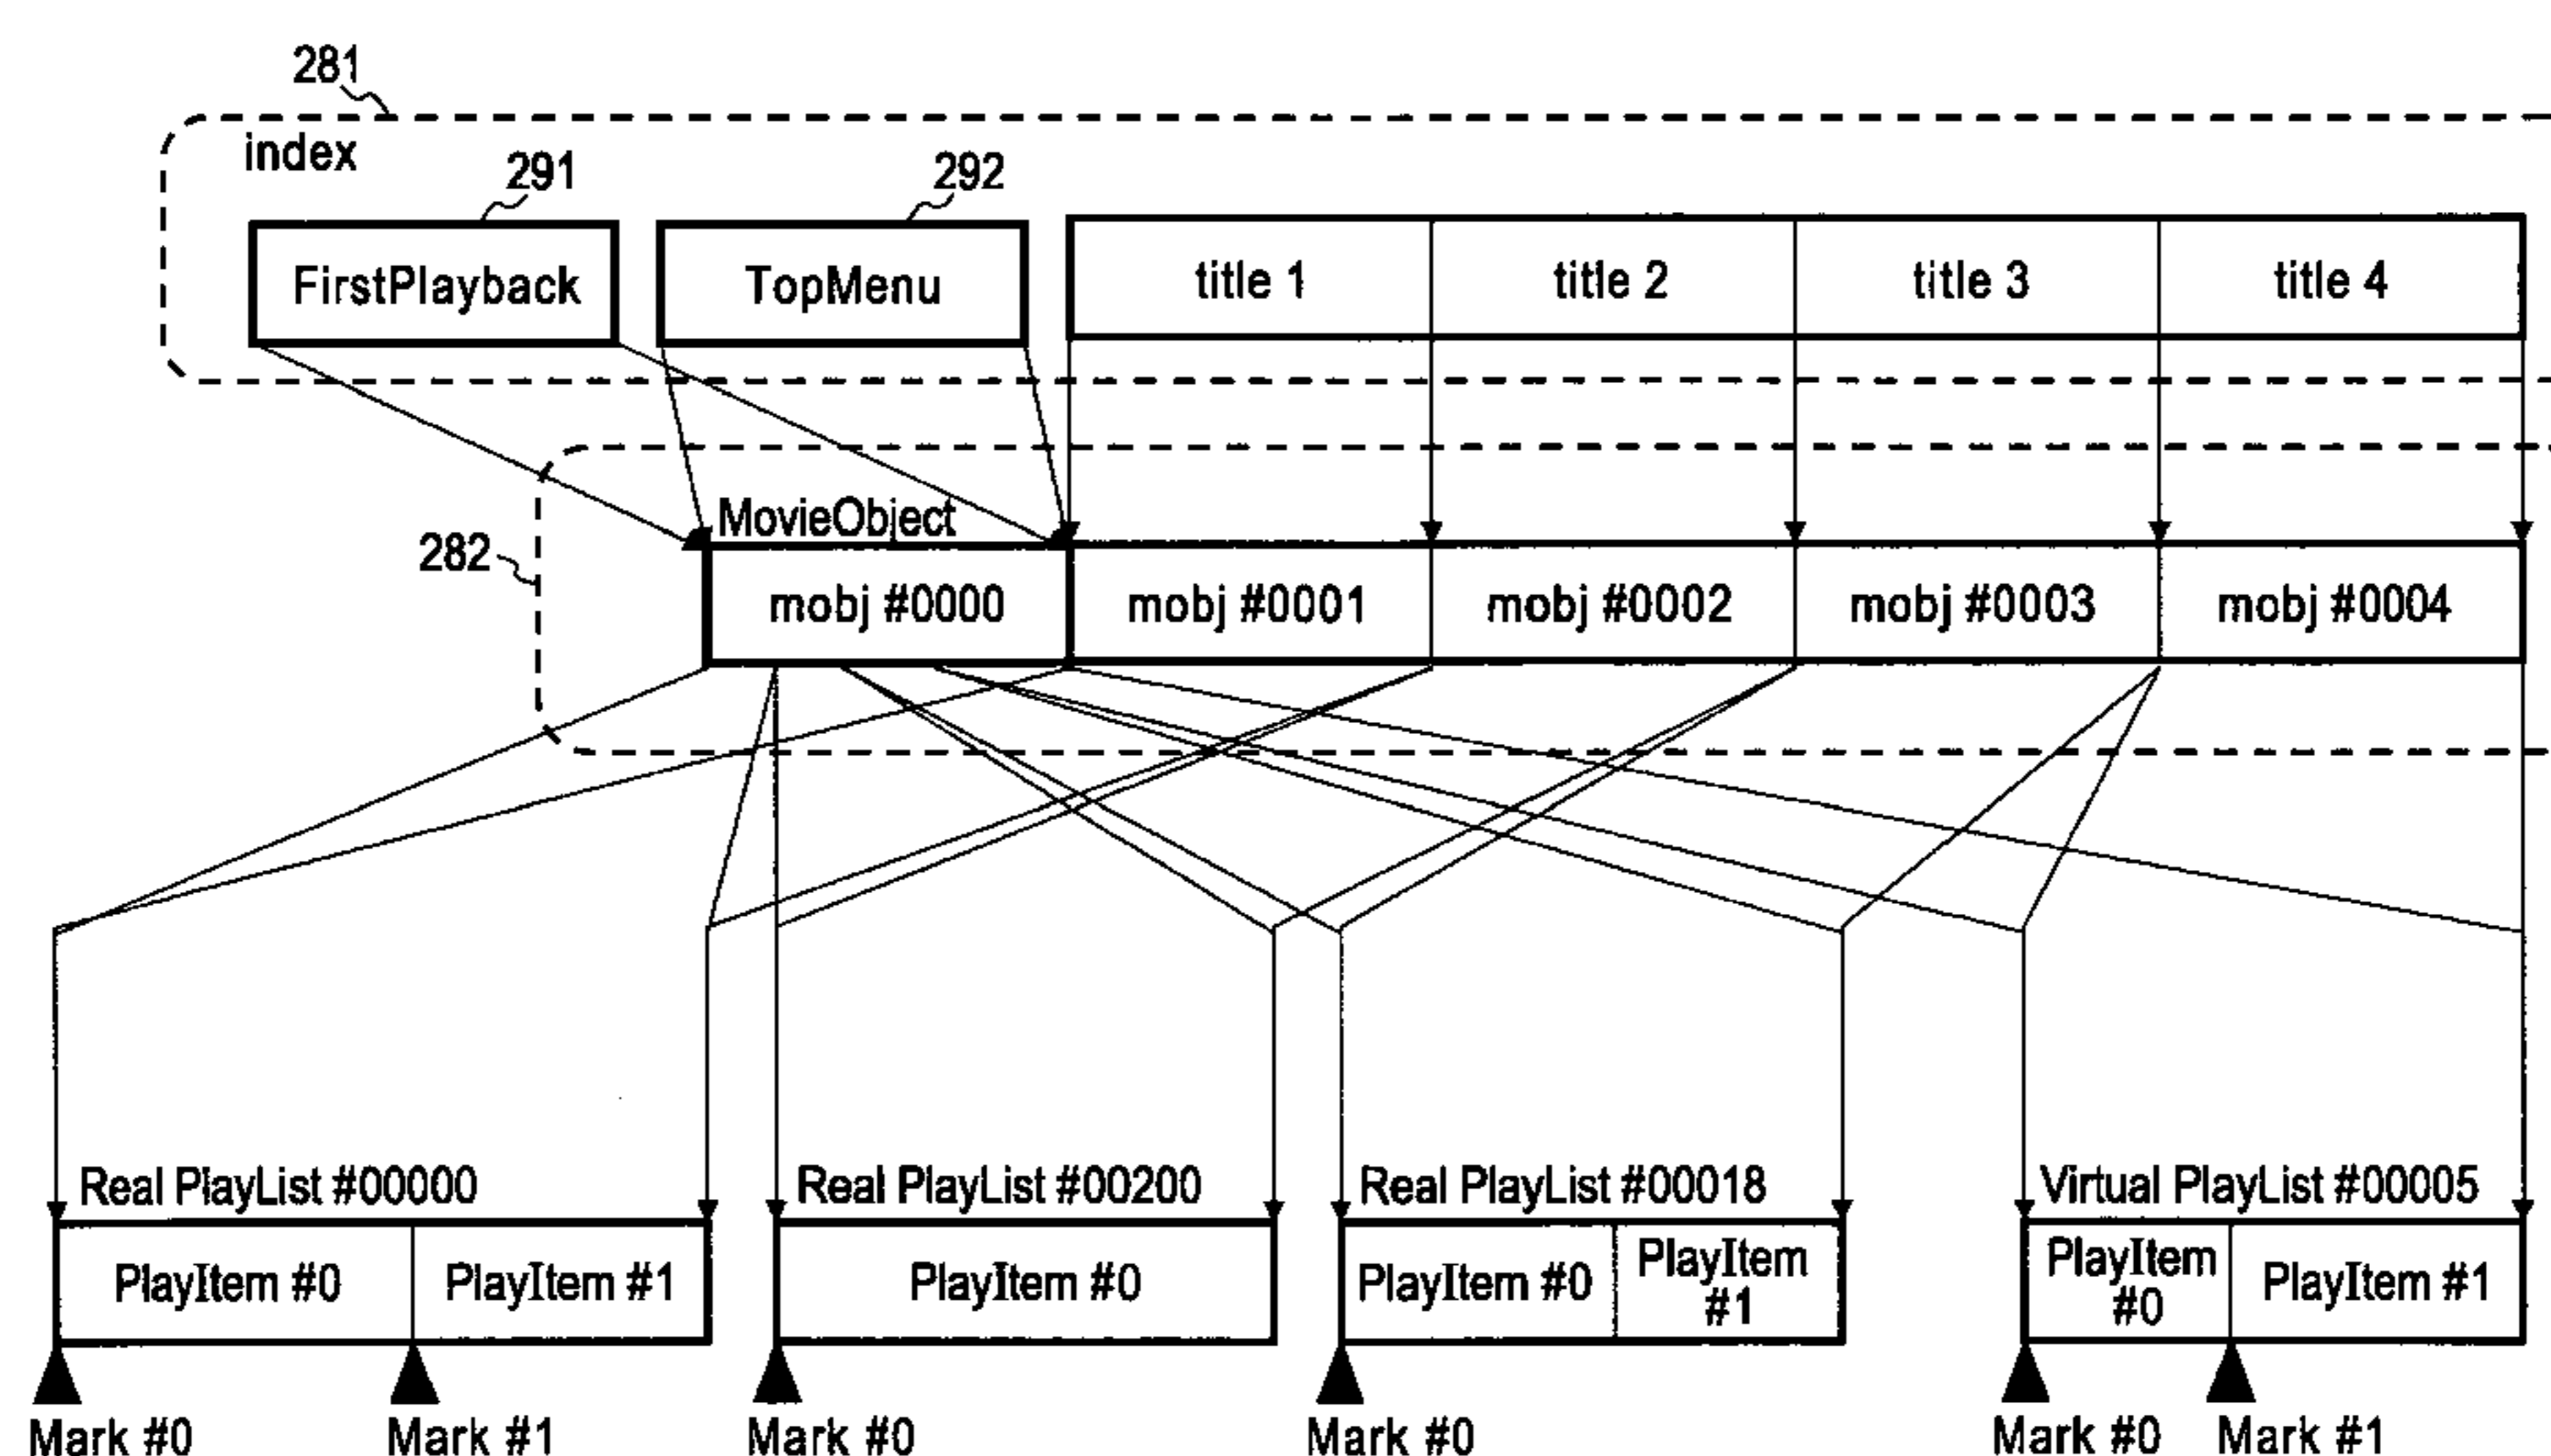 281
index
291
292
FirstPlayback
TopMenu
title 1
title 2
title 3
title 4
MovieObject
282
mobj #0000
mobj #0001
mobj #0002
mobj #0003
mobj #0004
Real PlayList #00000
Real PlayList #00200
Real PlayList #00018
Virtual PlayList #00005
PlayItem #0
PlayItem #1
PlayItem #0
PlayItem #0
PlayItem
#1
PlayItem
#0
PlayItem #1
Mark #0
Mark #1
Mark #0
Mark #0
Mark #0
Mark #1